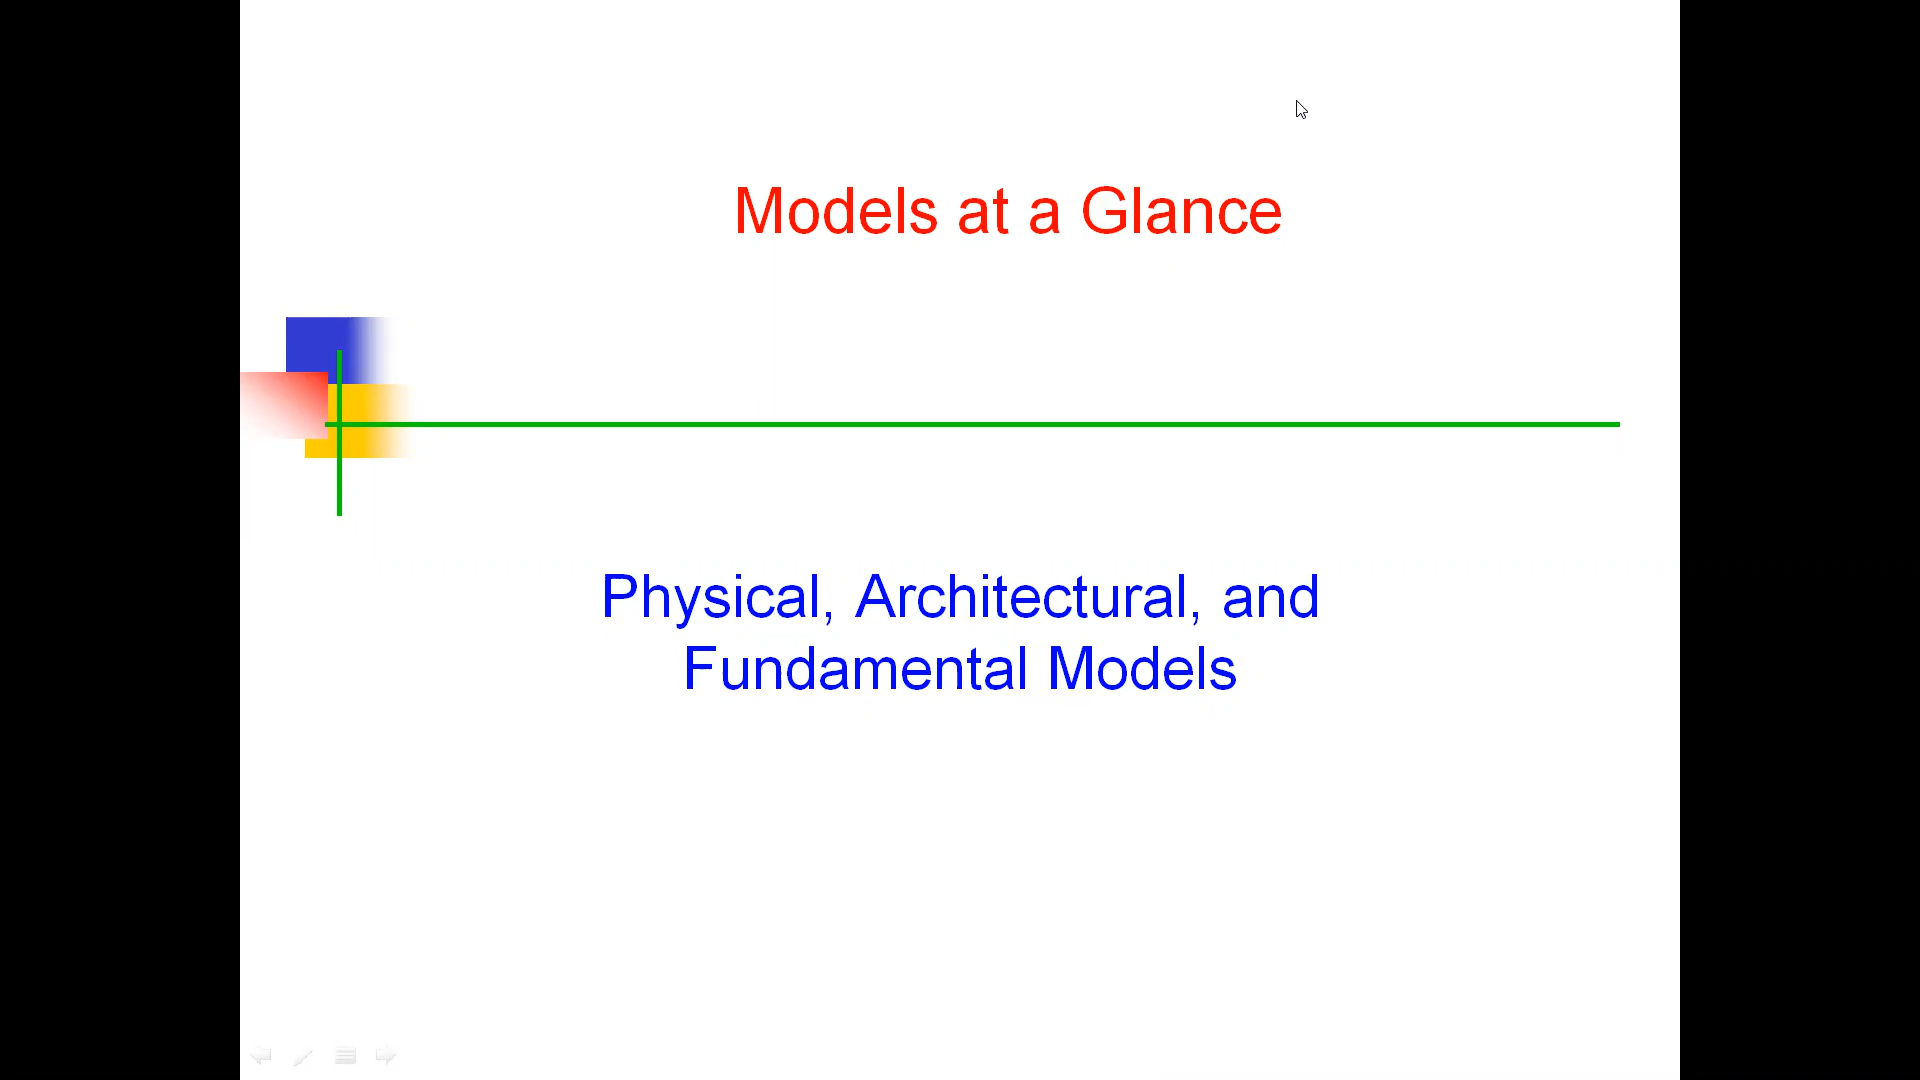 Models at a Glance
Physical, Architectural, and
Fundamental Models